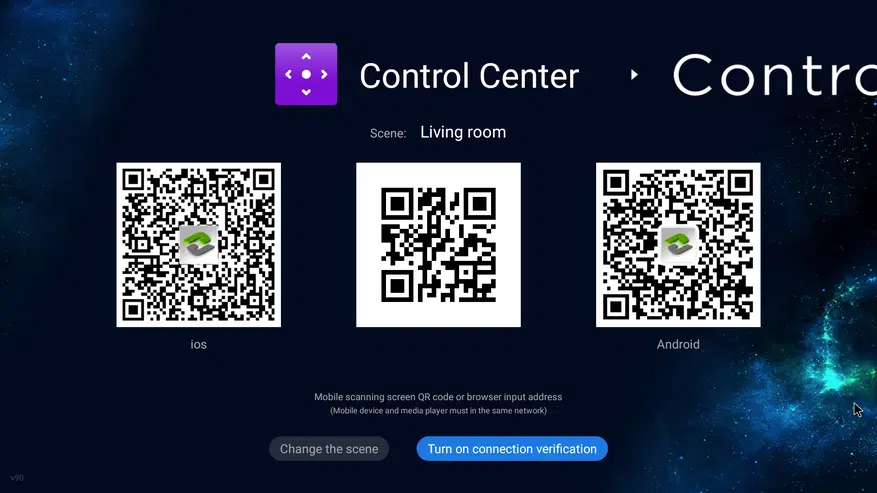 Control Center
Contro
Scene: Living room
ios
Android
Mobile scanning screen QR code or browser input address
(Mobile device and media player must in the same network)
Change the scene
Turn on connection verification
v90